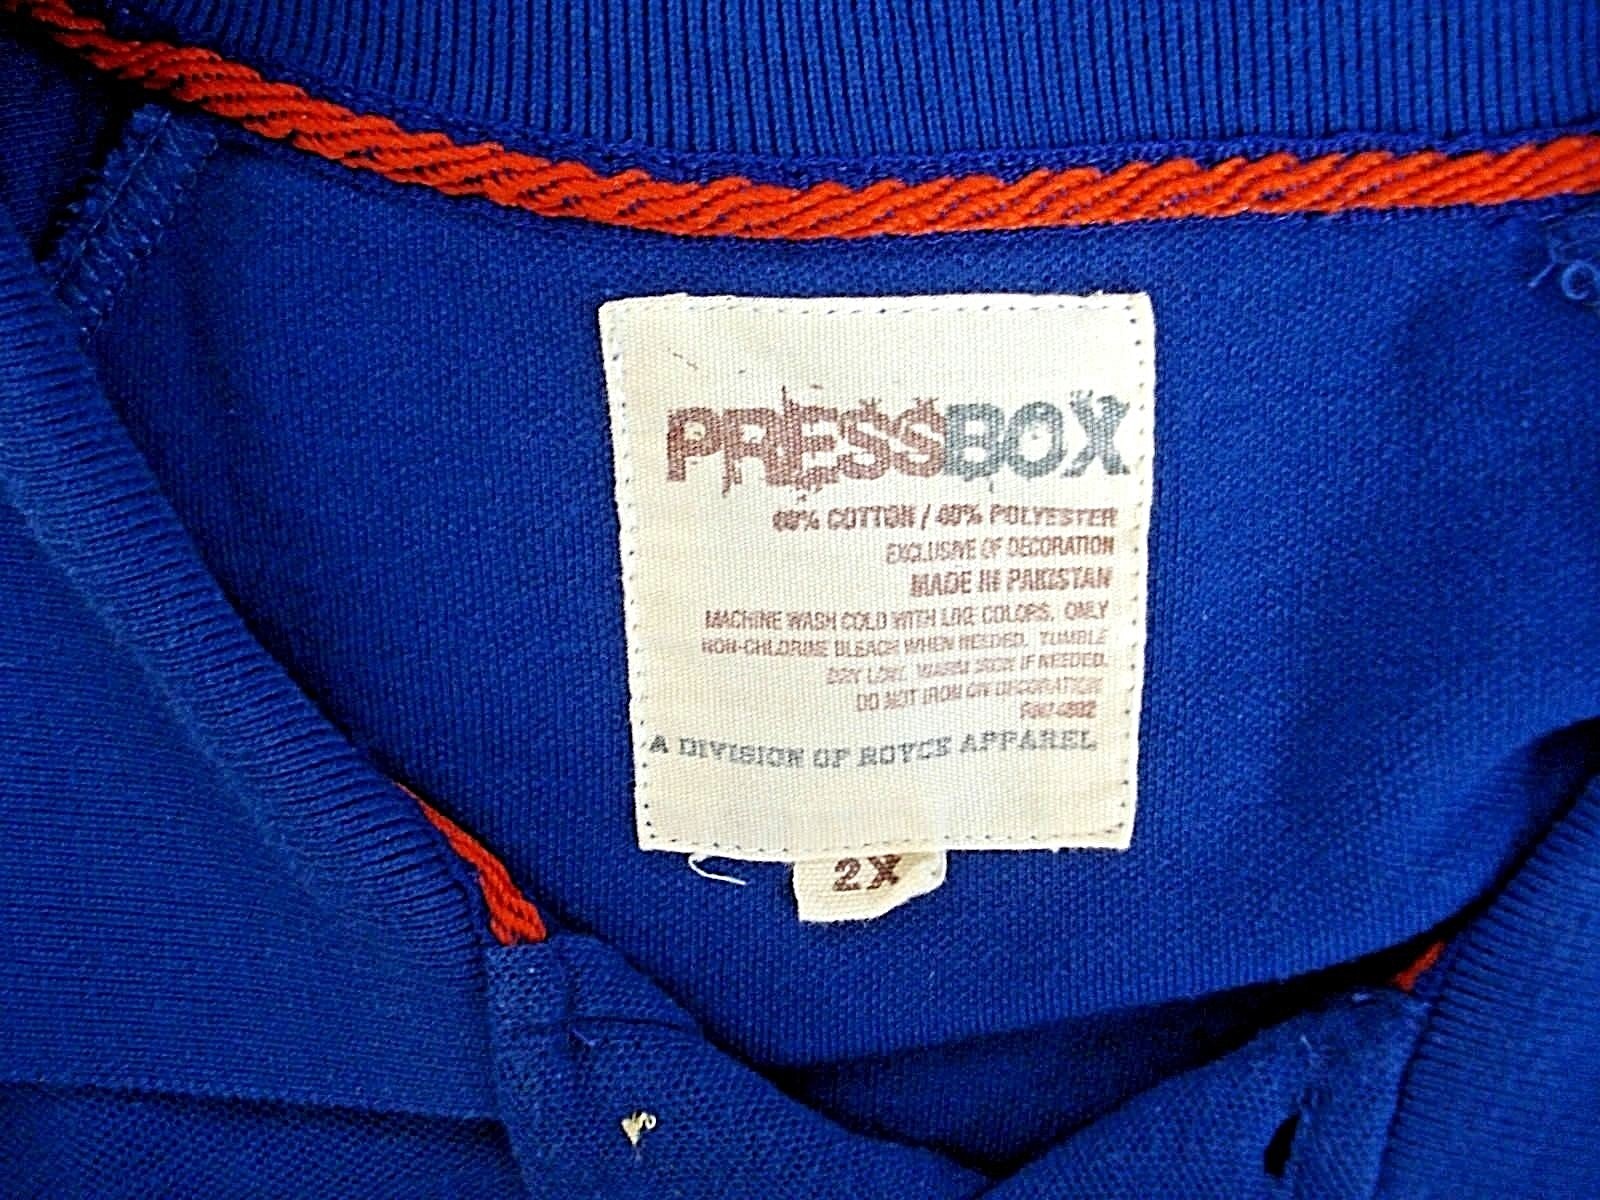 PRESSBOX
60% COTTON / 40% POLYESTER
EXCLUSIVE OF DECORATION
MADE IN PAKISTAN
MACHINE WASH COLD WITH LIKE COLORS. ONLY
NON-CHLORINE BLEACH WHEN NEEDED. TUMBLE
DRY LOW. WARM IRON IF NEEDED.
DO NOT IRON ON DECORATION
A DIVISION OF ROYCE APPAREL
2X